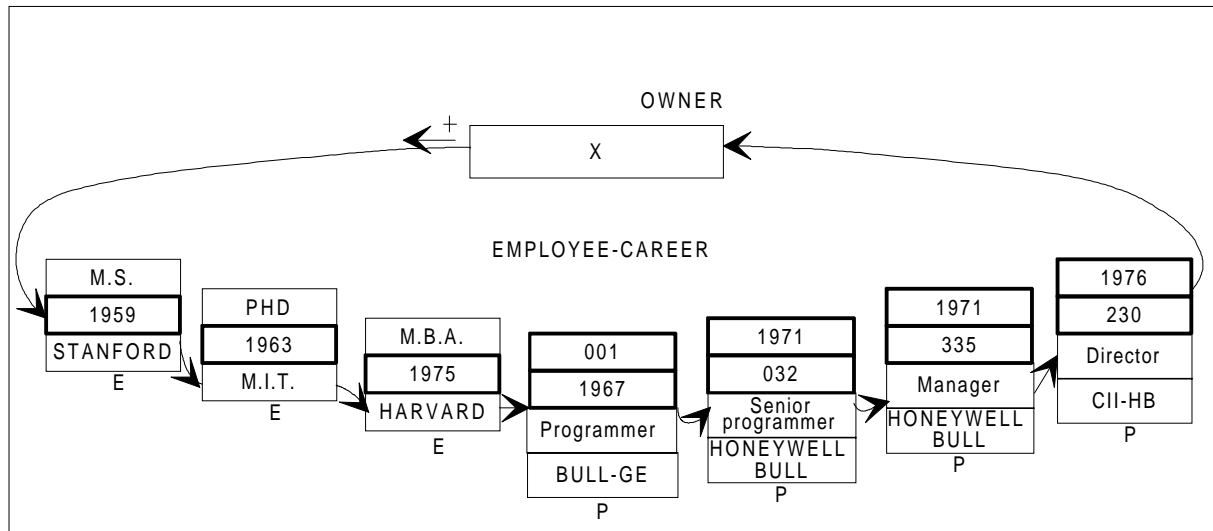 OWNER
+
X
EMPLOYEE-CAREER
M.S.
1959
STANFORD
E
PHD
1963
M.I.T.
E
M.B.A.
1975
HARVARD
E
001
1967
Programmer
BULL-GE
P
1971
032
Senior
programmer
HONEYWELL
BULL
P
1971
335
Manager
HONEYWELL
BULL
P
1976
230
Director
CII-HB
P